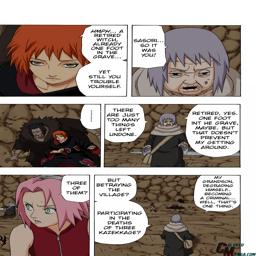 HMPH... A
RETIRED
WITCH,
ALREADY
ONE FOOT
IN THE
GRAVE...
YET
STILL YOU
TROUBLE
YOURSELF.
SASORI...
SO IT
WAS
YOU!
THERE
ARE JUST
TOO MANY
THINGS
LEFT
UNDONE.
RETIRED, YES.
ONE FOOT
INT HE GRAVE,
MAYBE. BUT
THAT DOESN'T
PREVENT
MY GETTING
AROUND.
THREE
OF
THEM?
BUT
BETRAYING
THE
VILLAGE?
PARTICIPATING
IN THE
DEATHS OF
THREE
KAZEKAGE?
MY
GRANDSON,
DEGRADING
HIMSELF,
BECOMING
A CRIMINAL...
WELL, THAT'S
ONE THING